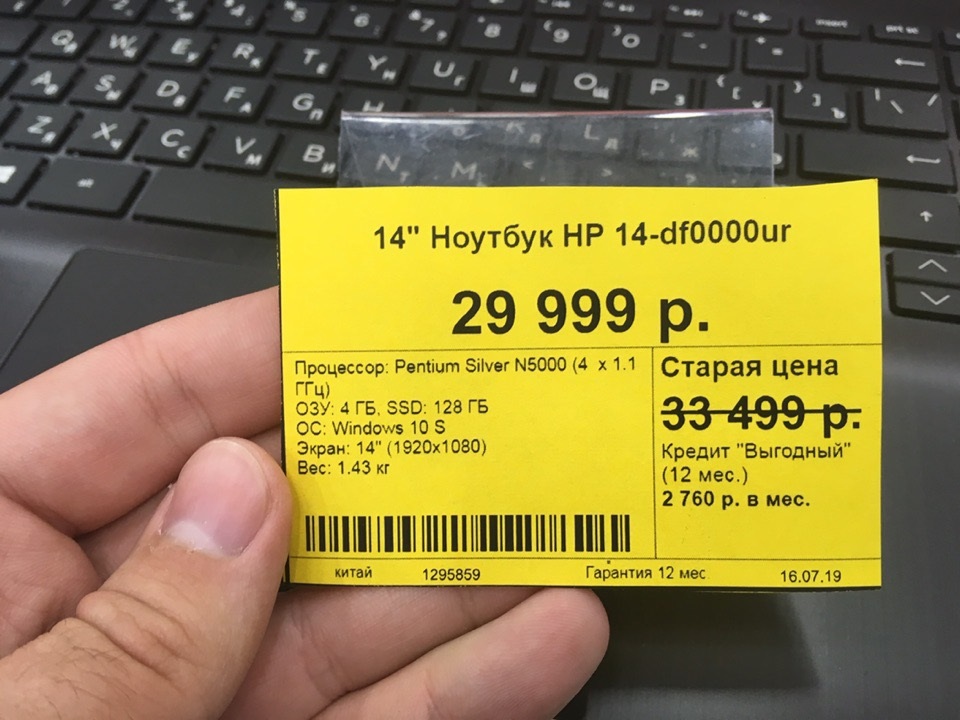 Q Й W Ц E У R К T Е Y Н U Г I Ш O Щ P З
A Ф S Ы D В F А G П H
Z Я X Ч C С V М B И N Т M Ь
alt
insert
14" Ноутбук HP 14-df0000ur
29 999 р.
Процессор: Pentium Silver N5000 (4 x 1.1
ГГц)
ОЗУ: 4 ГБ, SSD: 128 ГБ
ОС: Windows 10 S
Экран: 14" (1920x1080)
Вес: 1.43 кг
Старая цена
33 499 р.
Кредит "Выгодный"
(12 мес.)
2 760 р. в мес.
китай 1295859 Гарантия 12 мес 16.07.19